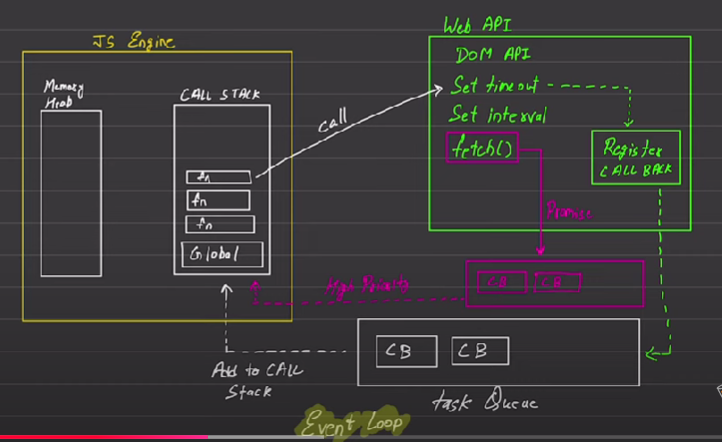 JS Engine
Memory
CALL STACK
fn
fn
fn
Global
call
Web API
DOM API
Set timeout
Set interval
fetch()
Register
CALL BACK
Promise
CB
CB
High Priority
CB
CB
Add to CALL
Stack
task Queue
Event Loop